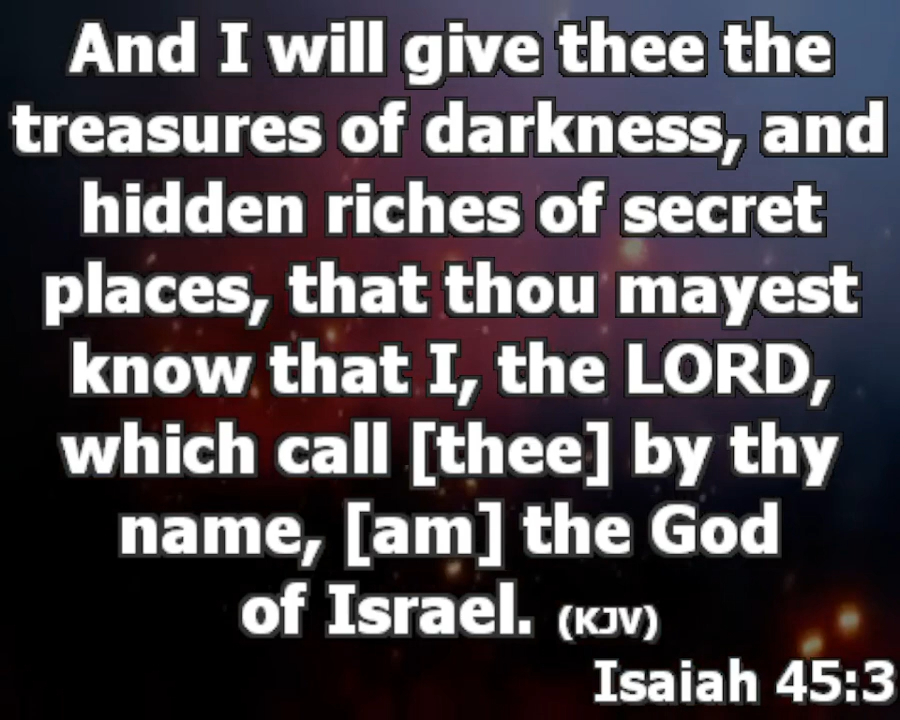 And I will give thee the
treasures of darkness, and
hidden riches of secret
places, that thou mayest
know that I, the LORD,
which call [thee] by thy
name, [am] the God
of Israel. (KJV)
Isaiah 45:3